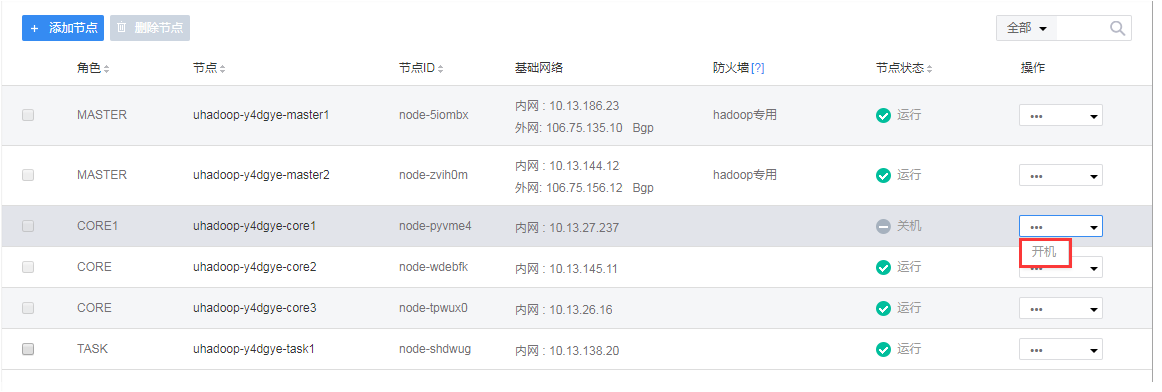 + 添加节点 删除节点 全部
角色 节点 节点ID 基础网络 防火墙[?] 节点状态 操作
MASTER uhadoop-y4dgye-master1 node-5iombx 内网 : 10.13.186.23 hadoop专用 运行 •••
外网: 106.75.135.10 Bgp
MASTER uhadoop-y4dgye-master2 node-zvih0m 内网 : 10.13.144.12 hadoop专用 运行 •••
外网: 106.75.156.12 Bgp
CORE1 uhadoop-y4dgye-core1 node-pyvme4 内网 : 10.13.27.237 关机 •••
开机
CORE uhadoop-y4dgye-core2 node-wdebfk 内网 : 10.13.145.11 运行 •••
CORE uhadoop-y4dgye-core3 node-tpwux0 内网 : 10.13.26.16 运行 •••
TASK uhadoop-y4dgye-task1 node-shdwug 内网 : 10.13.138.20 运行 •••